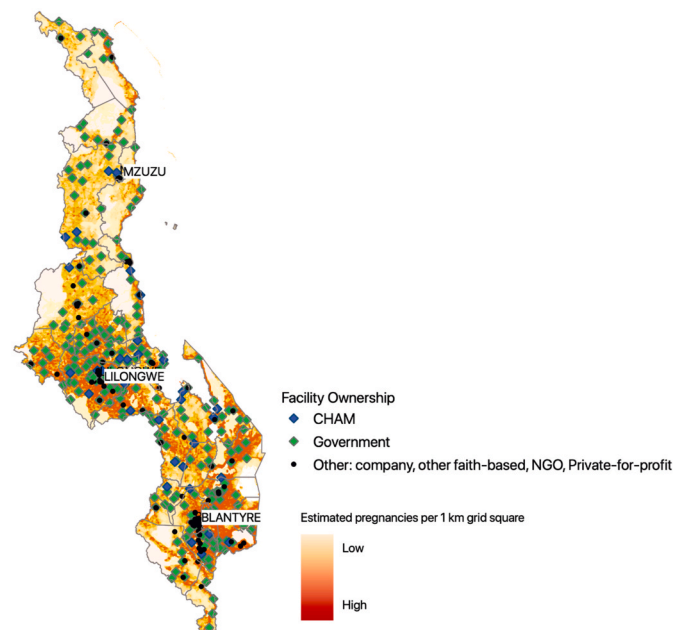 MZUZU
LILONGWE
BLANTYRE
Facility Ownership
CHAM
Government
Other: company, other faith-based, NGO, Private-for-profit
Estimated pregnancies per 1 km grid square
Low
High